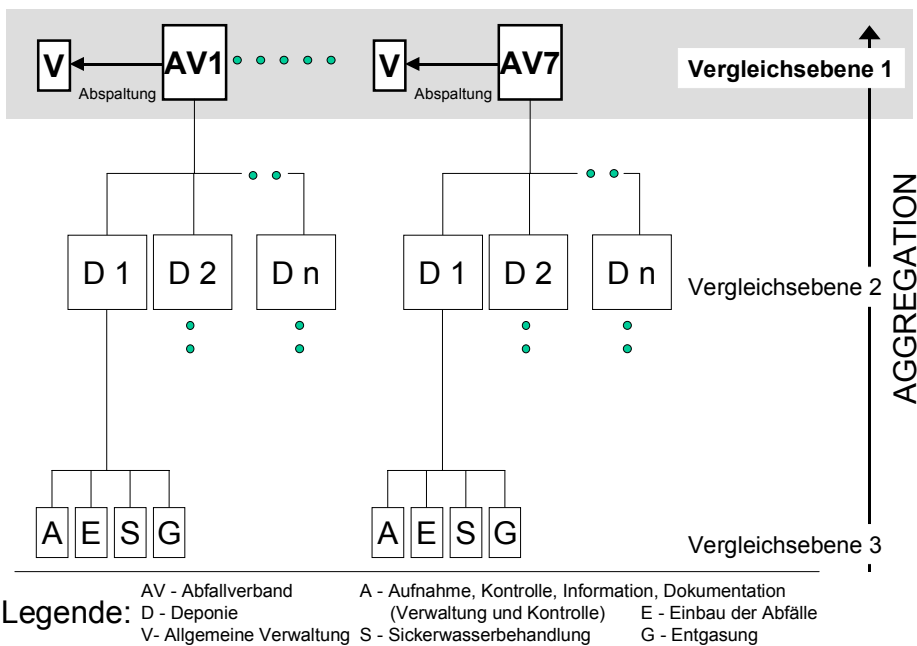 V AV1 V AV7 Vergleichsebene 1
Abspaltung Abspaltung
AGGREGATION
D 1 D 2 D n D 1 D 2 D n Vergleichsebene 2
A E S G A E S G Vergleichsebene 3
Legende:
AV - Abfallverband A - Aufnahme, Kontrolle, Information, Dokumentation
D - Deponie (Verwaltung und Kontrolle) E - Einbau der Abfälle
V- Allgemeine Verwaltung S - Sickerwasserbehandlung G - Entgasung